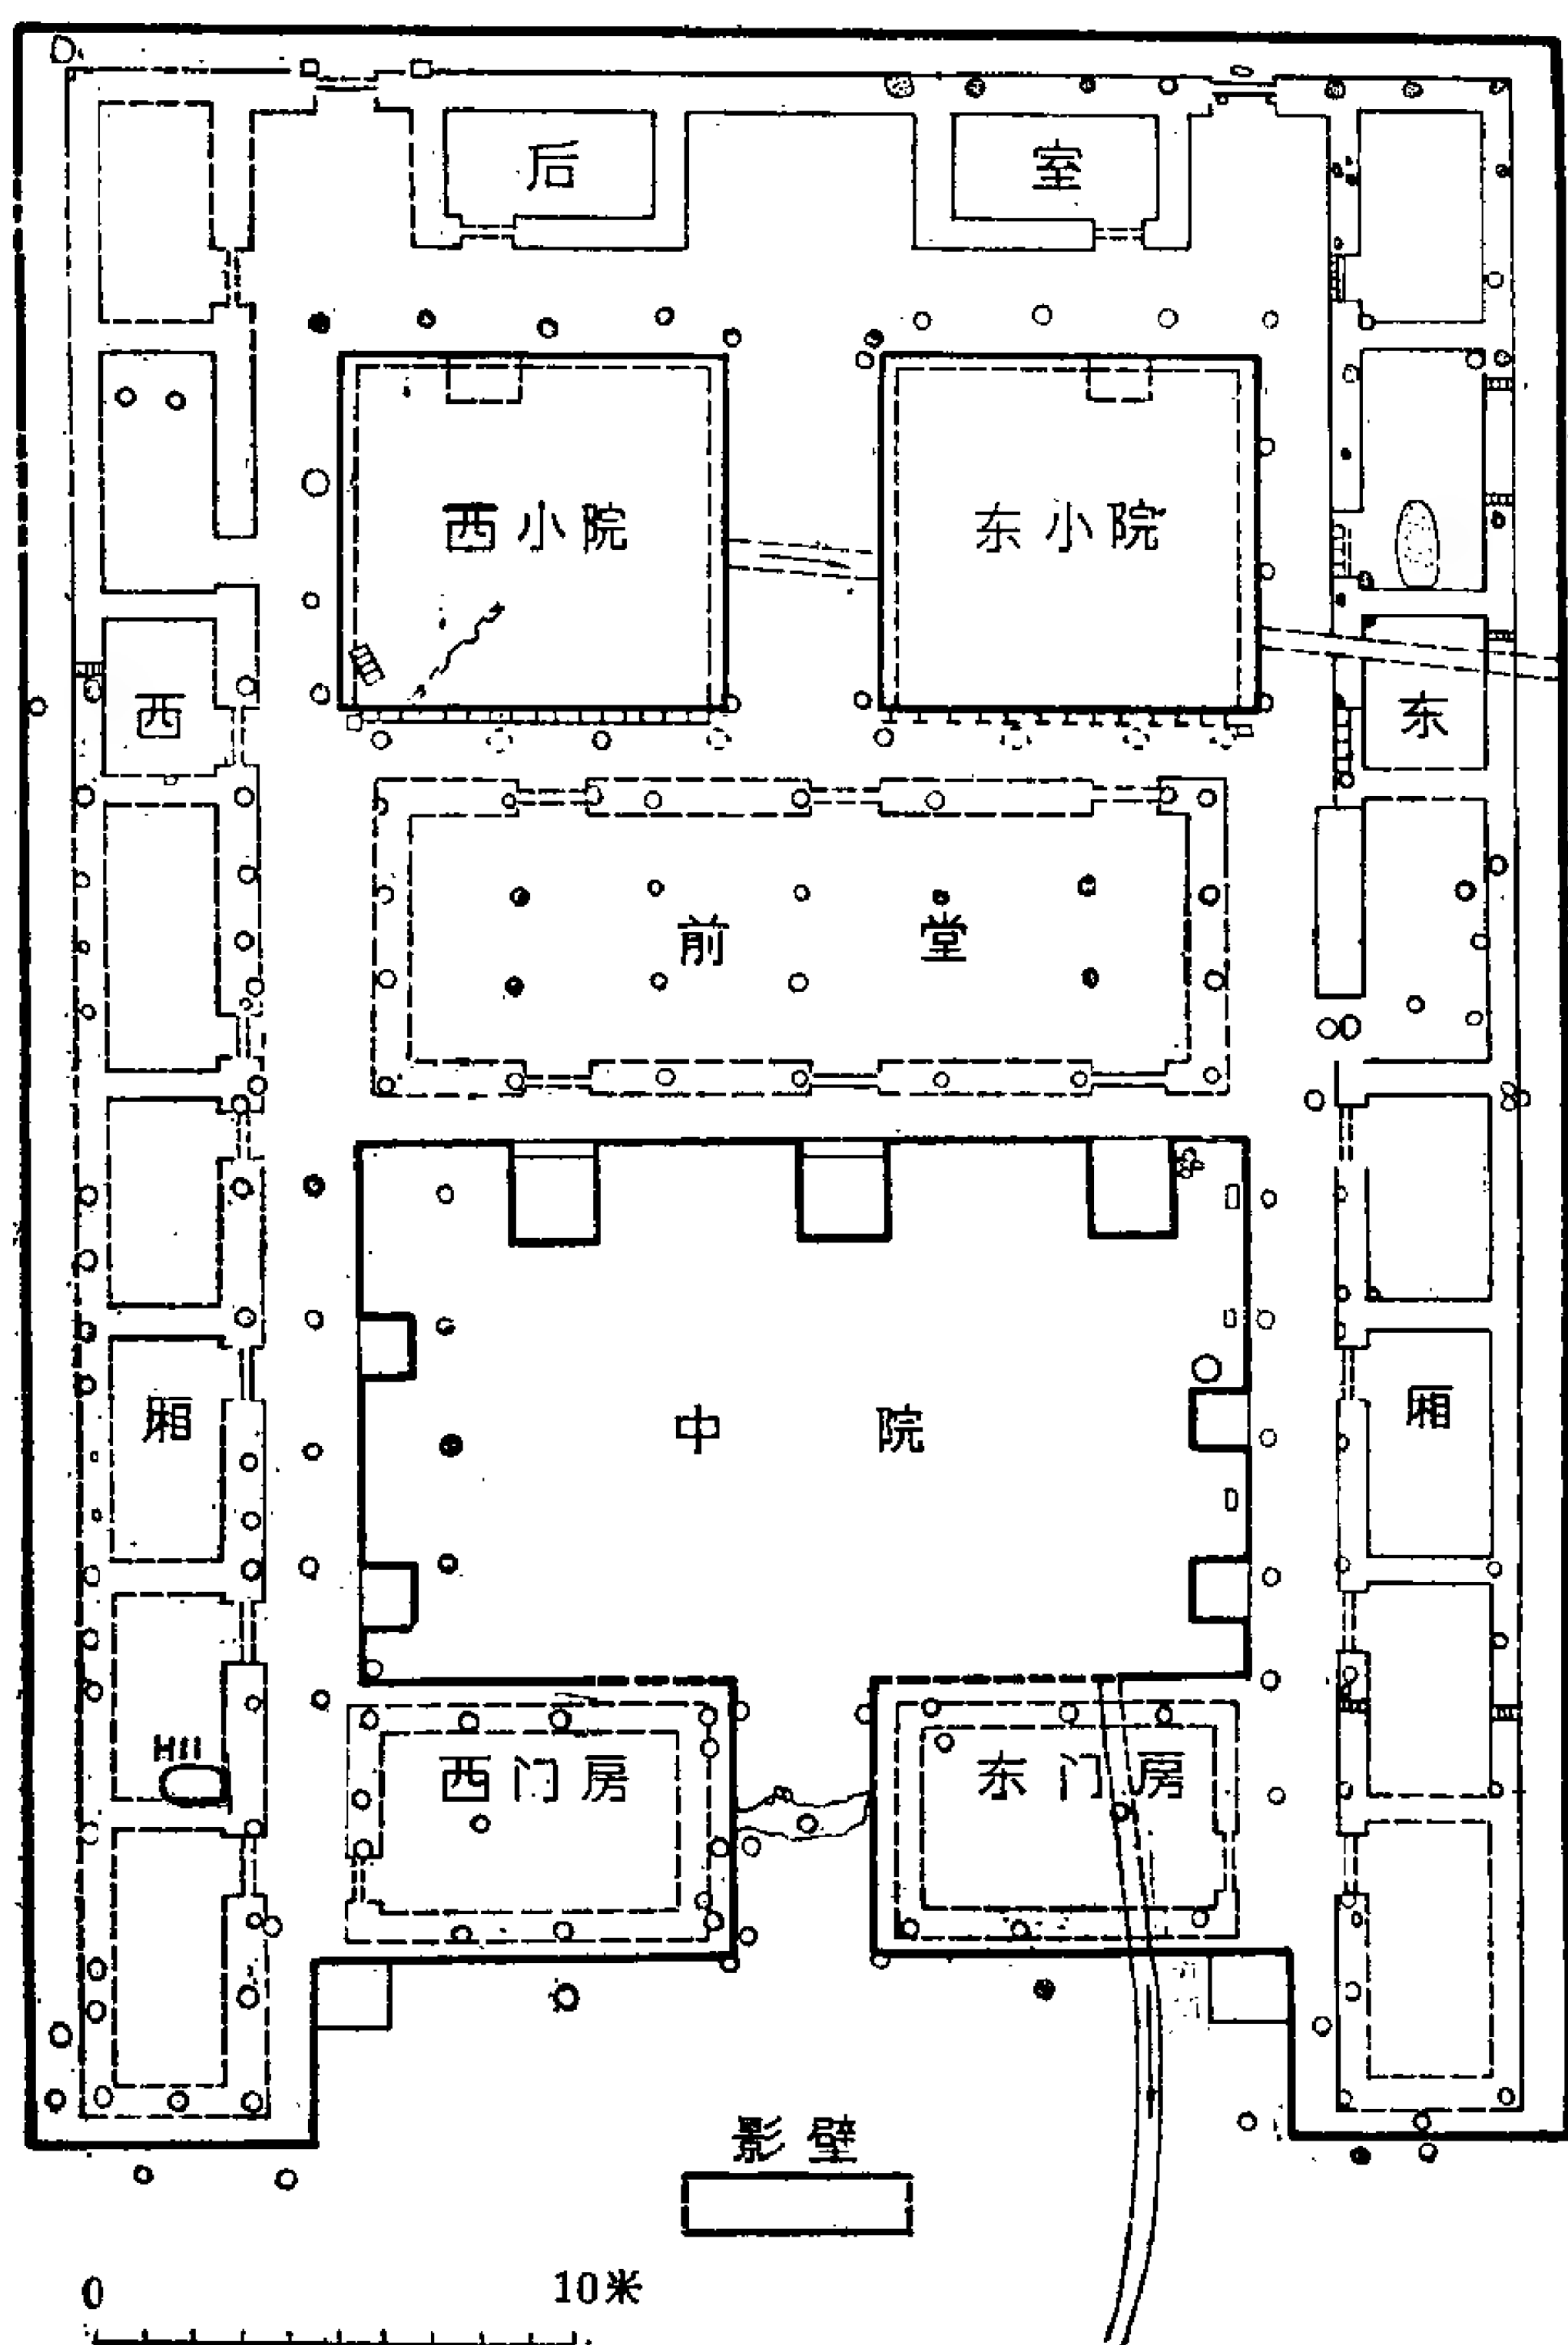 后 室
西小院 东小院
西 东
前 堂
中 院
厢 厢
西门房 东门房
影壁
0 10米